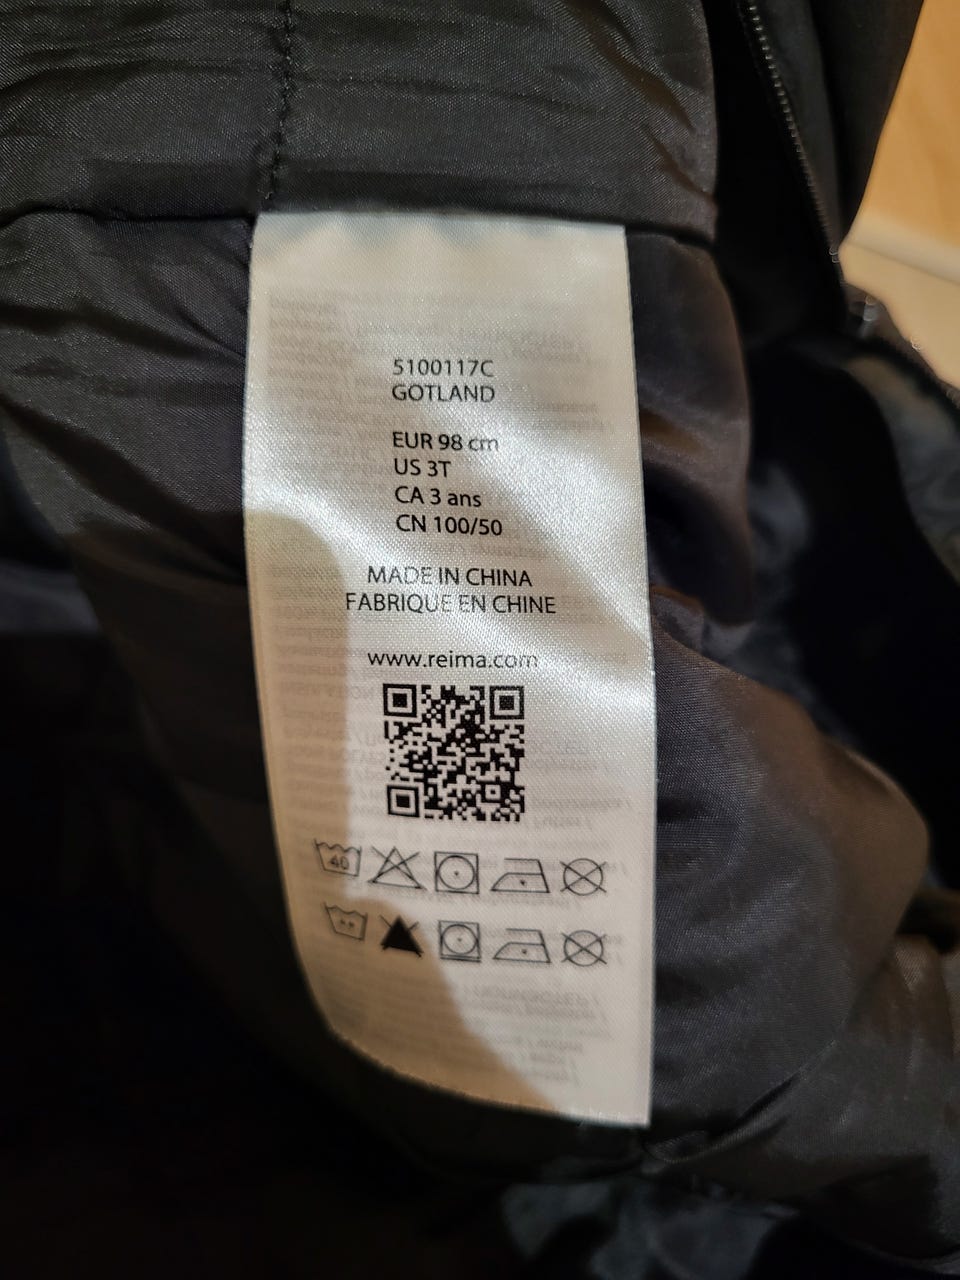 5100117C
GOTLAND
EUR 98 cm
US 3T
CA 3 ans
CN 100/50
MADE IN CHINA
FABRIQUE EN CHINE
www.reima.com
40